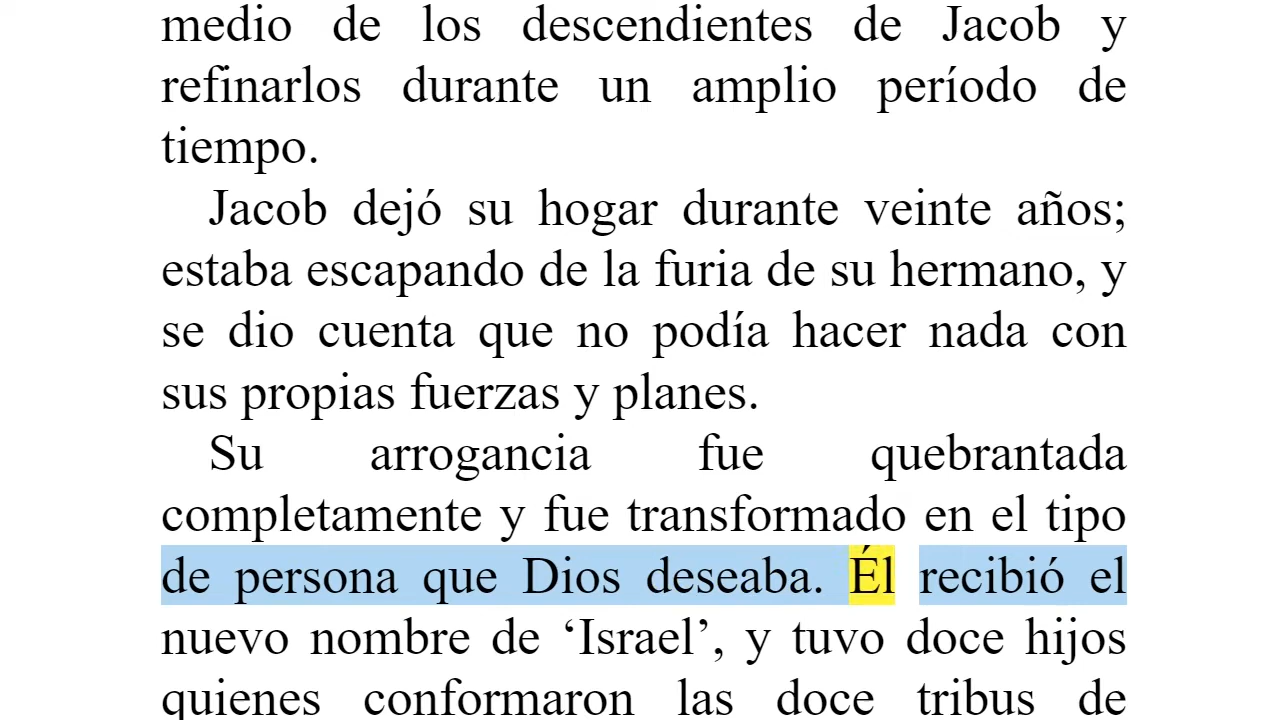 medio de los descendientes de Jacob y
refinarlos durante un amplio período de
tiempo.
Jacob dejó su hogar durante veinte años;
estaba escapando de la furia de su hermano, y
se dio cuenta que no podía hacer nada con
sus propias fuerzas y planes.
Su arrogancia fue quebrantada
completamente y fue transformado en el tipo
de persona que Dios deseaba. Él recibió el
nuevo nombre de ‘Israel’, y tuvo doce hijos
quienes conformaron las doce tribus de